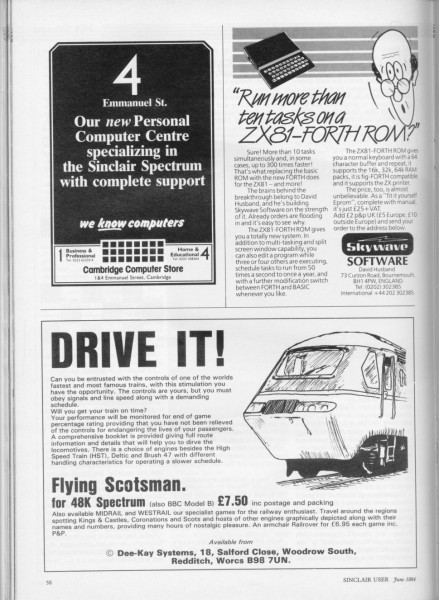 4
Emmanuel St.
Our new Personal
Computer Centre
specializing in
the Sinclair Spectrum
with complete support
we know computers
1 Business &
Professional
Home &
Educational 4
Cambridge Computer Store
1&4 Emmanuel Street, Cambridge
"Run more than
ten tasks on a
ZX81-FORTH ROM?"
Sure! More than 10 tasks
simultaneously and, in some
cases, up to 300 times faster!
That's what replacing the basic
ROM with the new FORTH does
for the ZX81 – and more!
The brains behind the
breakthrough belong to David
Husband, and he's building
Skywave Software on the strength
of it. Already orders are flooding
in and it's easy to see why.
The ZX81-FORTH ROM gives
you a totally new system. In
addition to multi-tasking and split
screen window capability, you
can also edit a program while
three or four others are executing,
schedule tasks to run from 50
times a second to once a year, and
with a further modification switch
between FORTH and BASIC
whenever you like.
The ZX81-FORTH ROM gives
you a normal keyboard with a 64
character buffer and repeat, it
supports the 16k, 32k, 64k RAM
packs, it is fig-FORTH compatible
and it supports the ZX printer.
The price, too, is almost
unbelievable. As a "fit it yourself
Eprom", complete with manual,
it's just £25+VAT.
Add £2 p&p UK (£5 Europe, £10
outside Europe) and send your
order to the address below.
Skywave
SOFTWARE
David Husband
73 Curzon Road, Bournemouth,
BH1 4PW, ENGLAND
Tel: (0202) 302385
International +44 202 302385
DRIVE IT!
Can you be entrusted with the controls of one of the worlds
fastest and most famous trains, with this stimulation you
have the opportunity. The controls are yours, but you must
obey signals and fine speed along with a demanding
schedule.
Will you get your train on time?
Your performance will be monitored for end of game
percentage rating providing that you have not been relieved
of the controls for endangering the lives of your passengers.
A comprehensive booklet is provided giving full route
information and details that will help you to dirve the
locomotives. There is a choice of engines besides the High
Speed Train (HST), Deltic and Brush 47 with different
handling characteristics for operating a slower schedule.
Flying Scotsman.
for 48K Spectrum (also BBC Model B) £7.50 inc postage and packing
Also available MIDRAIL and WESTRAIL our specialist games for the railway enthusiast. Travel around the regions
spotting Kings & Castles, Coronations and Scots and hosts of other engines graphically depicted along with their
names and numbers, providing many hours of nostalgic pleasure. An armchair Railrover for £6.95 each game inc.
P&P.
Available from
© Dee-Kay Systems, 18, Salford Close, Woodrow South,
Redditch, Worcs B98 7UN.
56
SINCLAIR USER June 1984